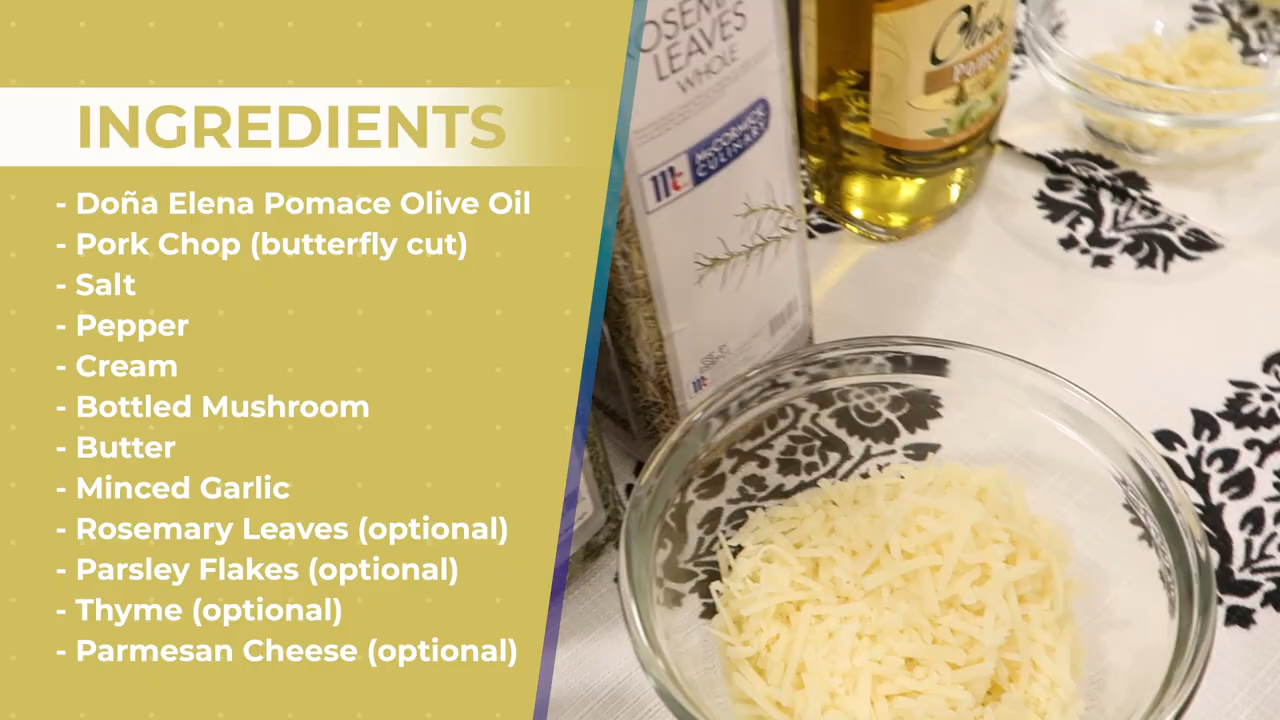 INGREDIENTS
- Doña Elena Pomace Olive Oil
- Pork Chop (butterfly cut)
- Salt
- Pepper
- Cream
- Bottled Mushroom
- Butter
- Minced Garlic
- Rosemary Leaves (optional)
- Parsley Flakes (optional)
- Thyme (optional)
- Parmesan Cheese (optional)
LEAVES
WHOLE
McCORMICK
CULINARY